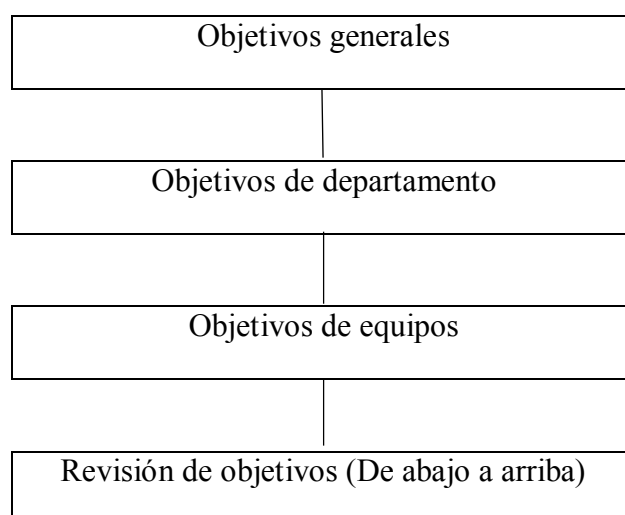 Objetivos generales
Objetivos de departamento
Objetivos de equipos
Revisión de objetivos (De abajo a arriba)